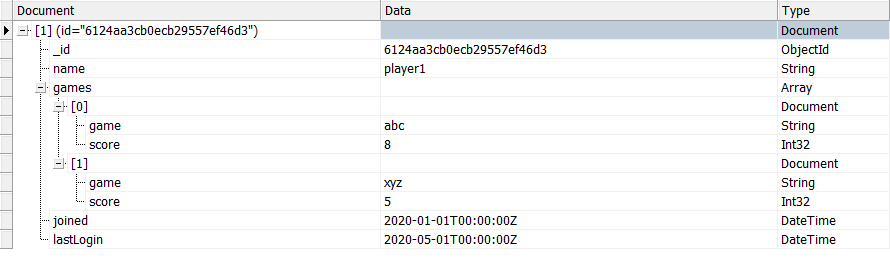 Document Data Type
[1] (id="6124aa3cb0ecb29557ef46d3") Document
_id 6124aa3cb0ecb29557ef46d3 ObjectId
name player1 String
games Array
[0] Document
game abc String
score 8 Int32
[1] Document
game xyz String
score 5 Int32
joined 2020-01-01T00:00:00Z DateTime
lastLogin 2020-05-01T00:00:00Z DateTime